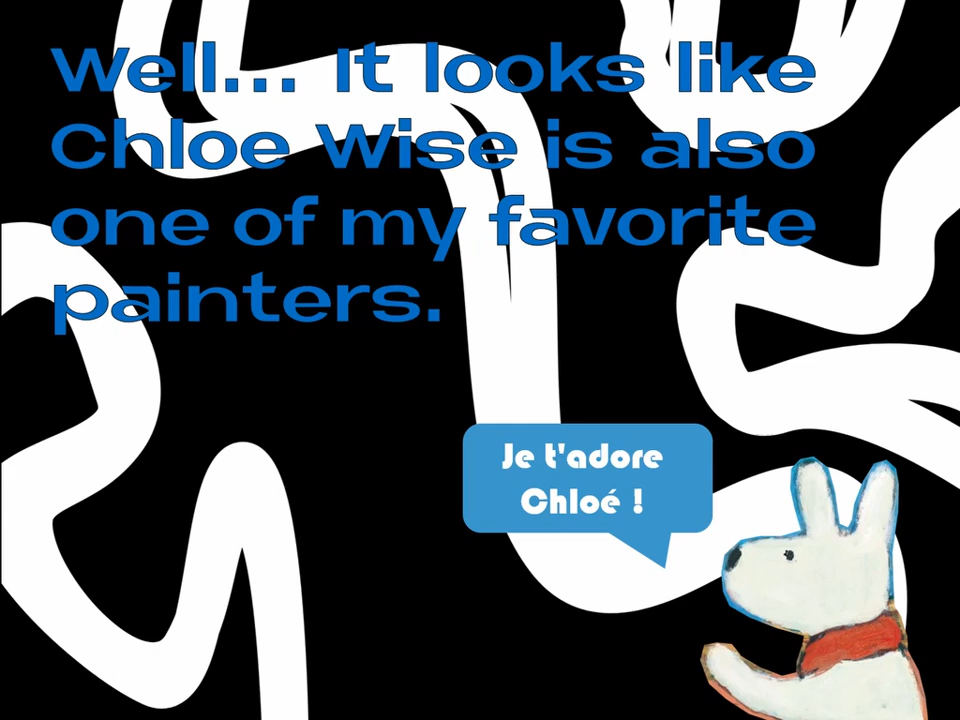 Well... It looks like
Chloe Wise is also
one of my favorite
painters.
Je t'adore
Chloé !